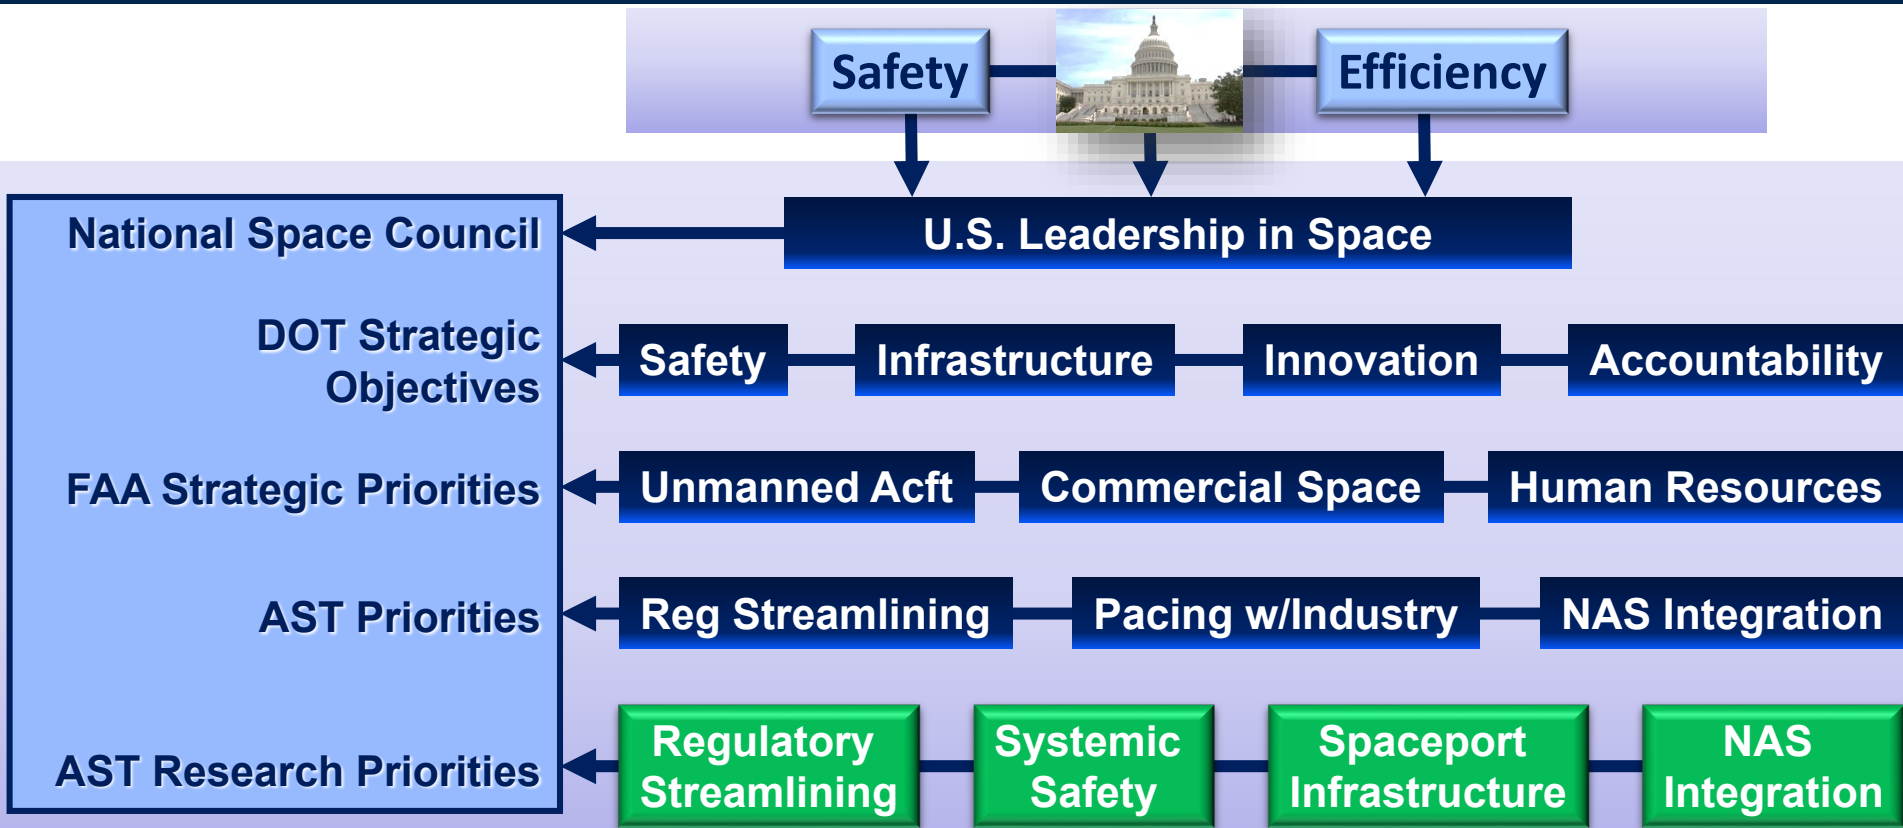 Safety
Efficiency
National Space Council
U.S. Leadership in Space
DOT Strategic
Objectives
Safety
Infrastructure
Innovation
Accountability
FAA Strategic Priorities
Unmanned Acft
Commercial Space
Human Resources
AST Priorities
Reg Streamlining
Pacing w/Industry
NAS Integration
AST Research Priorities
Regulatory
Streamlining
Systemic
Safety
Spaceport
Infrastructure
NAS
Integration